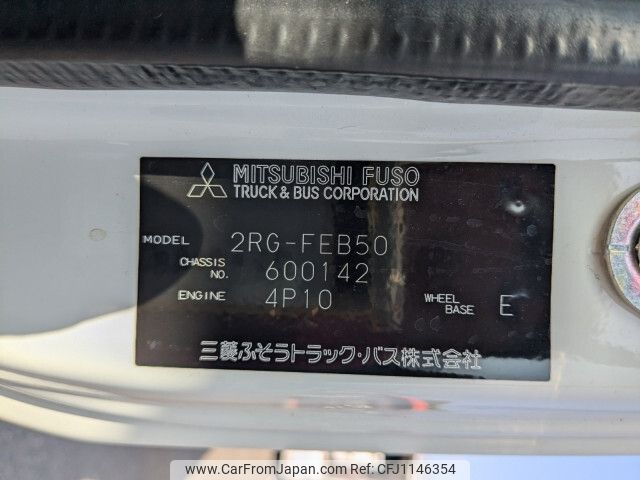 MITSUBISHI FUSO
TRUCK & BUS CORPORATION
MODEL 2RG-FEB50
CHASSIS NO. 600142
ENGINE 4P10 WHEEL BASE E
三菱ふそうトラック・バス株式会社
www.CarFromJapan.com | CFJ1146354